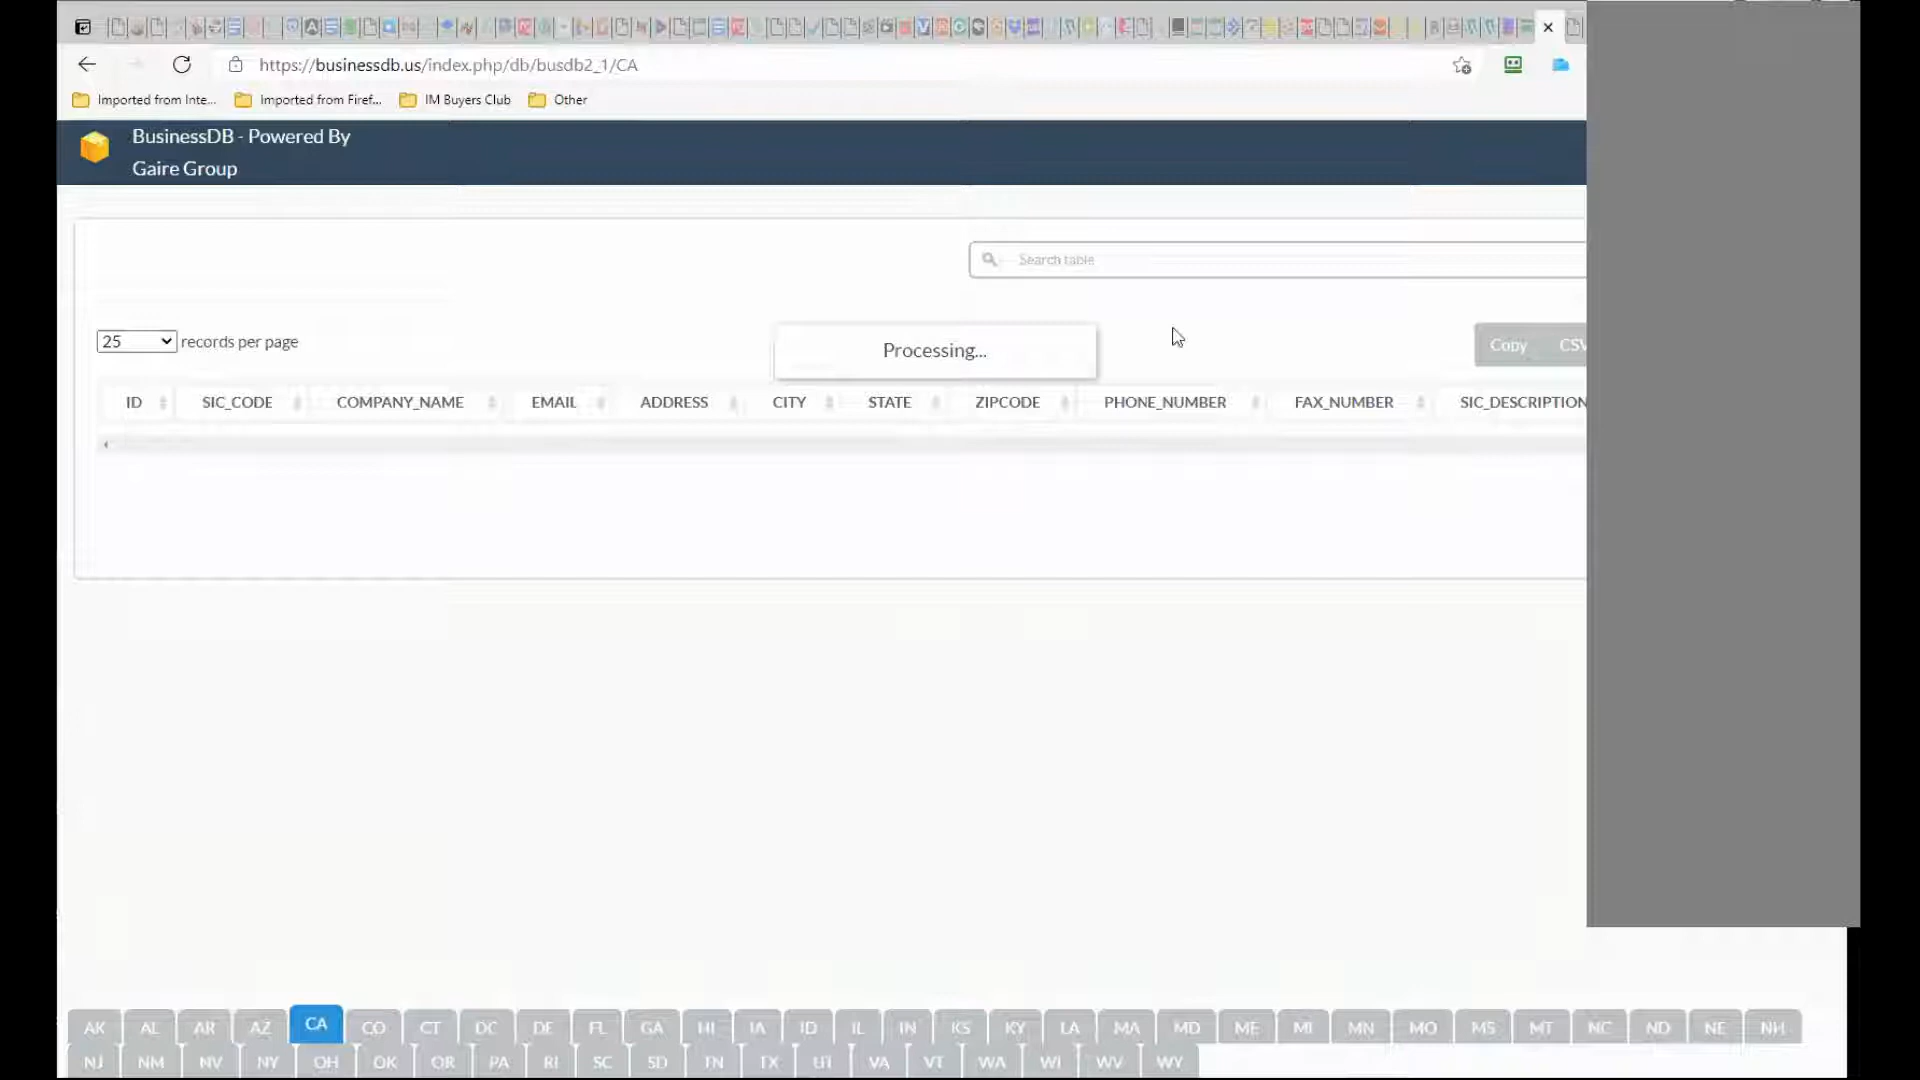 https://businessdb.us/index.php/db/busdb2_1/CA
Imported from Inte... Imported from Firef... IM Buyers Club Other
BusinessDB - Powered By
Gaire Group
Search table
25 records per page
Processing...
Copy CSV
ID SIC_CODE COMPANY_NAME EMAIL ADDRESS CITY STATE ZIPCODE PHONE_NUMBER FAX_NUMBER SIC_DESCRIPTION
AK AL AR AZ CA CO CT DC DE FL GA HI IA ID IL IN KS KY LA MA MD ME MI MN MO MS MT NC ND NE NH
NJ NM NV NY OH OK OR PA RI SC SD TN TX UT VA VT WA WI WV WY